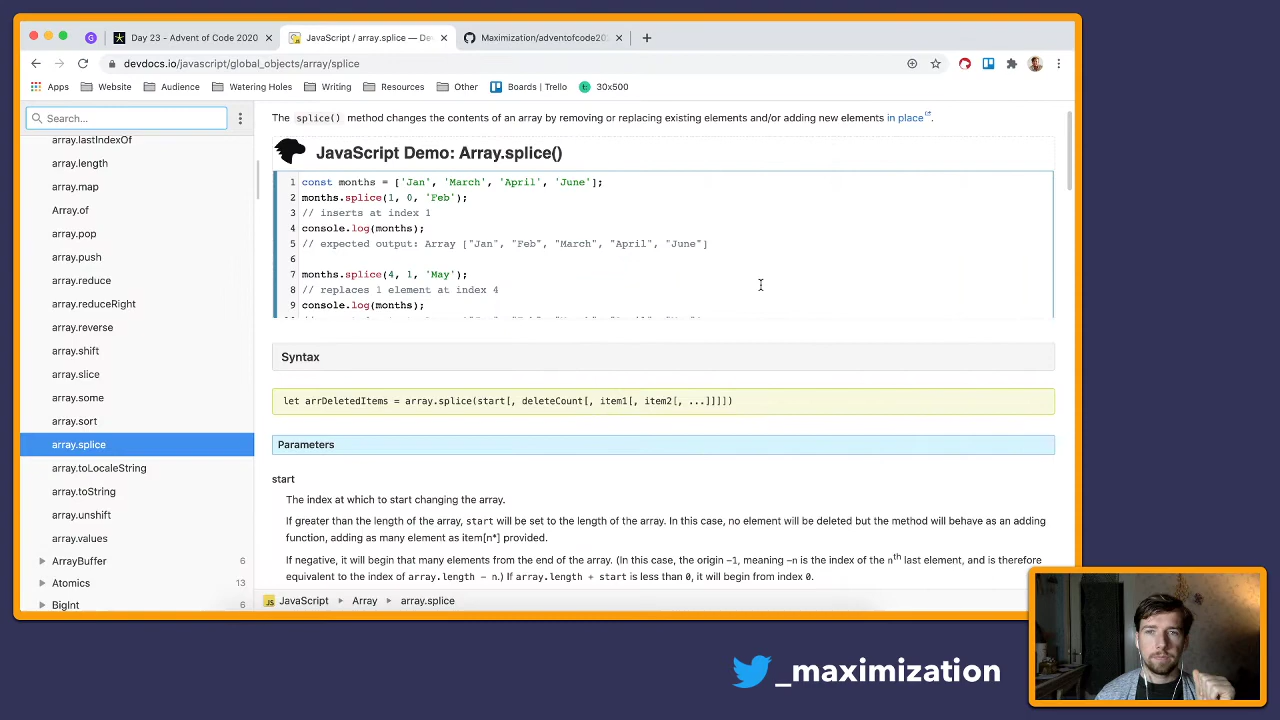 Day 23 - Advent of Code 2020
JavaScript / array.splice — De
Maximization/adventofcode20
devdocs.io/javascript/global_objects/array/splice
Apps
Website
Audience
Watering Holes
Writing
Resources
Other
Boards | Trello
30x500
Search...
array.lastIndexOf
array.length
array.map
Array.of
array.pop
array.push
array.reduce
array.reduceRight
array.reverse
array.shift
array.slice
array.some
array.sort
array.splice
array.toLocaleString
array.toString
array.unshift
array.values
ArrayBuffer 6
Atomics 13
BigInt 6
The splice() method changes the contents of an array by removing or replacing existing elements and/or adding new elements in place.
JavaScript Demo: Array.splice()
1 const months = ['Jan', 'March', 'April', 'June'];
2 months.splice(1, 0, 'Feb');
3 // inserts at index 1
4 console.log(months);
5 // expected output: Array ["Jan", "Feb", "March", "April", "June"]
6
7 months.splice(4, 1, 'May');
8 // replaces 1 element at index 4
9 console.log(months);
Syntax
let arrDeletedItems = array.splice(start[, deleteCount[, item1[, item2[, ...]]]])
Parameters
start
The index at which to start changing the array.
If greater than the length of the array, start will be set to the length of the array. In this case, no element will be deleted but the method will behave as an adding
function, adding as many element as item[n*] provided.
If negative, it will begin that many elements from the end of the array. (In this case, the origin -1, meaning -n is the index of the nth last element, and is therefore
equivalent to the index of array.length - n.) If array.length + start is less than 0, it will begin from index 0.
JS JavaScript Array array.splice
_maximization